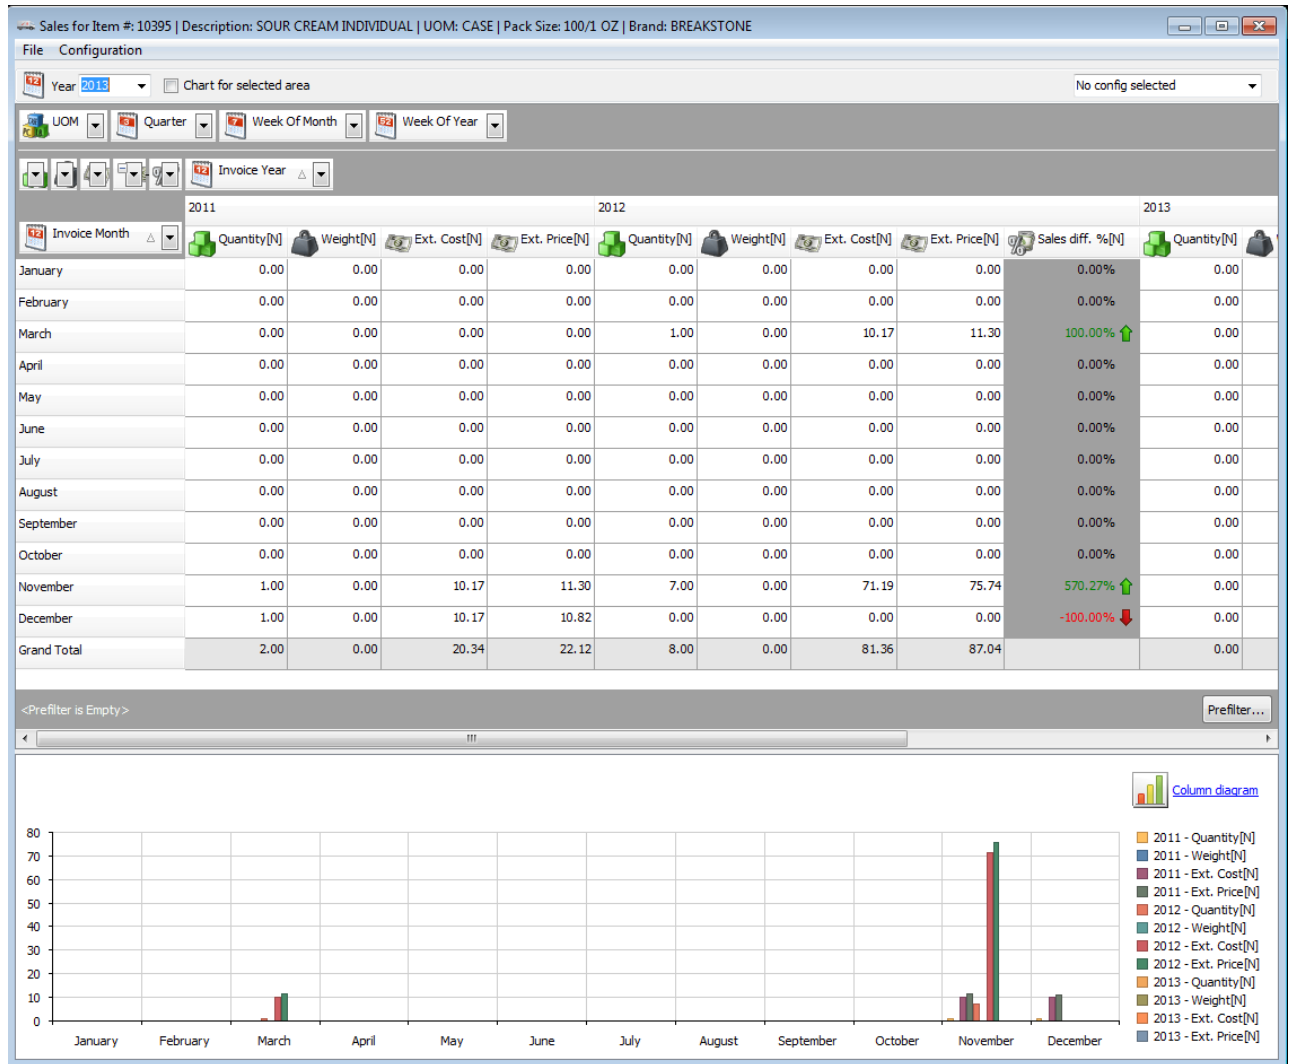 Sales for Item #: 10395 | Description: SOUR CREAM INDIVIDUAL | UOM: CASE | Pack Size: 100/1 OZ | Brand: BREAKSTONE
File Configuration
Year 2013 Chart for selected area No config selected
UOM Quarter Week Of Month Week Of Year
Invoice Year
2011 2012 2013
Invoice Month Quantity[N] Weight[N] Ext. Cost[N] Ext. Price[N] Quantity[N] Weight[N] Ext. Cost[N] Ext. Price[N] Sales diff. %[N] Quantity[N]
January 0.00 0.00 0.00 0.00 0.00 0.00 0.00 0.00 0.00% 0.00
February 0.00 0.00 0.00 0.00 0.00 0.00 0.00 0.00 0.00% 0.00
March 0.00 0.00 0.00 0.00 1.00 0.00 10.17 11.30 100.00% 0.00
April 0.00 0.00 0.00 0.00 0.00 0.00 0.00 0.00 0.00% 0.00
May 0.00 0.00 0.00 0.00 0.00 0.00 0.00 0.00 0.00% 0.00
June 0.00 0.00 0.00 0.00 0.00 0.00 0.00 0.00 0.00% 0.00
July 0.00 0.00 0.00 0.00 0.00 0.00 0.00 0.00 0.00% 0.00
August 0.00 0.00 0.00 0.00 0.00 0.00 0.00 0.00 0.00% 0.00
September 0.00 0.00 0.00 0.00 0.00 0.00 0.00 0.00 0.00% 0.00
October 0.00 0.00 0.00 0.00 0.00 0.00 0.00 0.00 0.00% 0.00
November 1.00 0.00 10.17 11.30 7.00 0.00 71.19 75.74 570.27% 0.00
December 1.00 0.00 10.17 10.82 0.00 0.00 0.00 0.00 -100.00% 0.00
Grand Total 2.00 0.00 20.34 22.12 8.00 0.00 81.36 87.04 0.00
<Prefilter is Empty> Prefilter...
Column diagram
80
70
60
50
40
30
20
10
0
January February March April May June July August September October November December
2011 - Quantity[N]
2011 - Weight[N]
2011 - Ext. Cost[N]
2011 - Ext. Price[N]
2012 - Quantity[N]
2012 - Weight[N]
2012 - Ext. Cost[N]
2012 - Ext. Price[N]
2013 - Quantity[N]
2013 - Weight[N]
2013 - Ext. Cost[N]
2013 - Ext. Price[N]